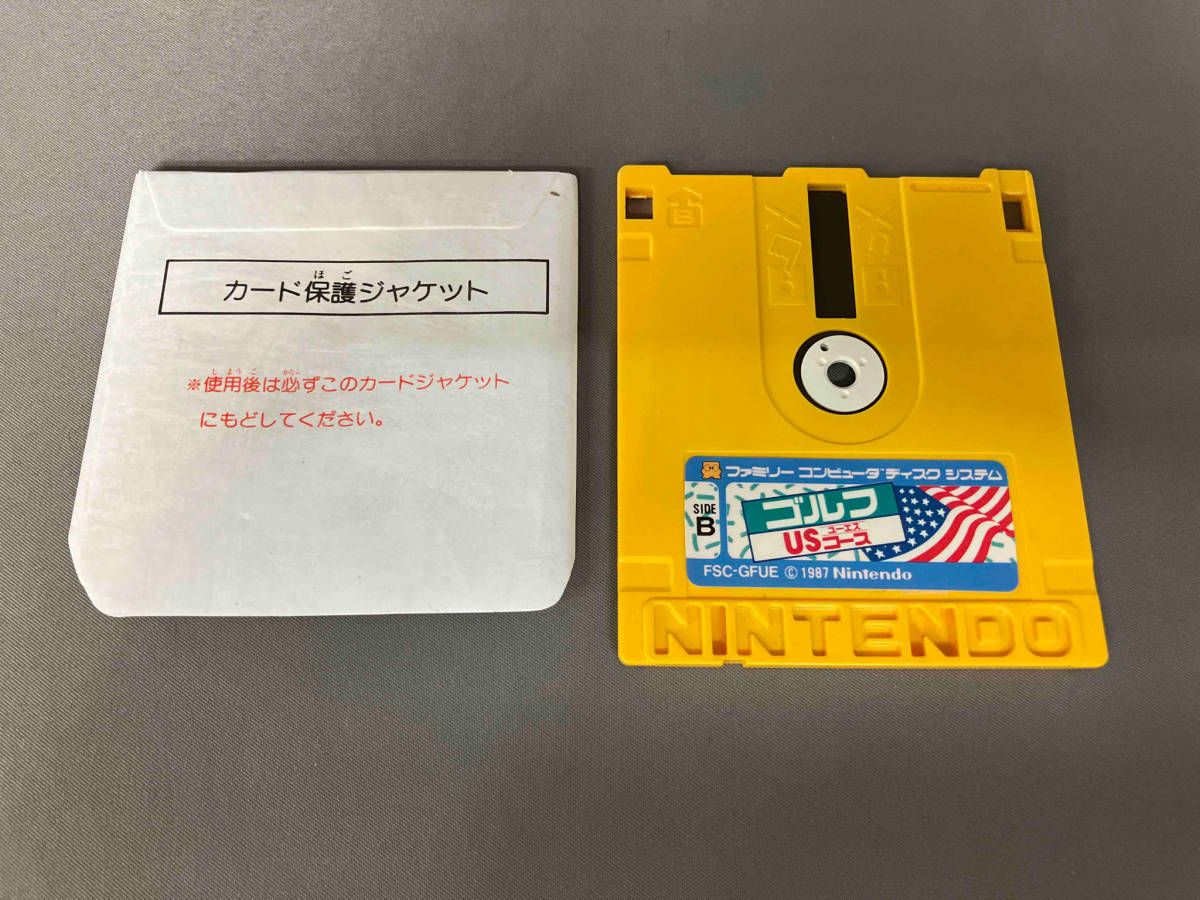 カード保護ジャケット
※使用後は必ずこのカードジャケット
にもどしてください。
B
ファミリー コンピュータ ディスク システム
SIDE
B
ゴルフ
USコース
ユーエス
FSC-GFUE © 1987 Nintendo
NINTENDO